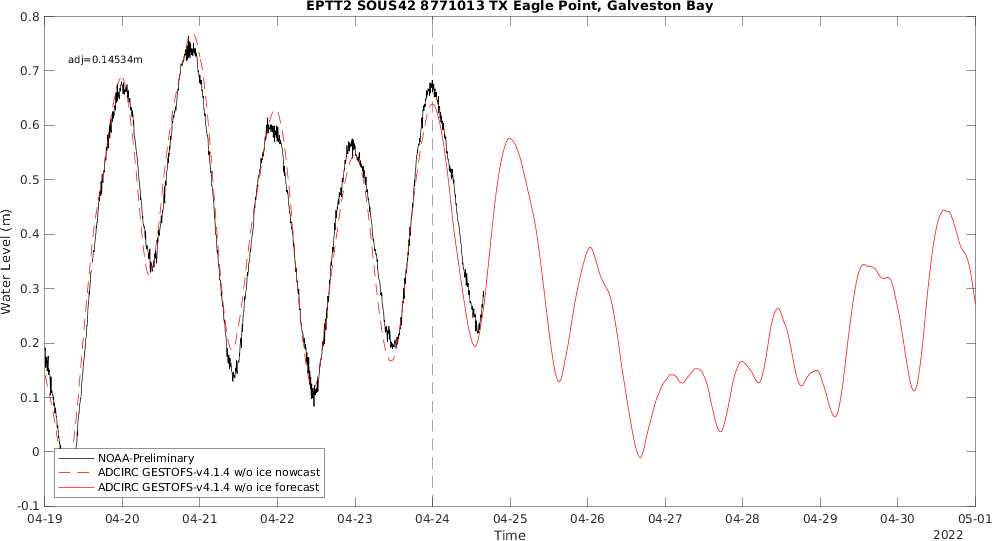 EPTT2 SOUS42 8771013 TX Eagle Point, Galveston Bay
0.8
0.7
0.6
0.5
0.4
0.3
0.2
0.1
0
-0.1
Water Level (m)
adj=0.14534m
NOAA-Preliminary
ADCIRC GESTOFS-v4.1.4 w/o ice nowcast
ADCIRC GESTOFS-v4.1.4 w/o ice forecast
04-19 04-20 04-21 04-22 04-23 04-24 04-25 04-26 04-27 04-28 04-29 04-30 05-01
Time
2022